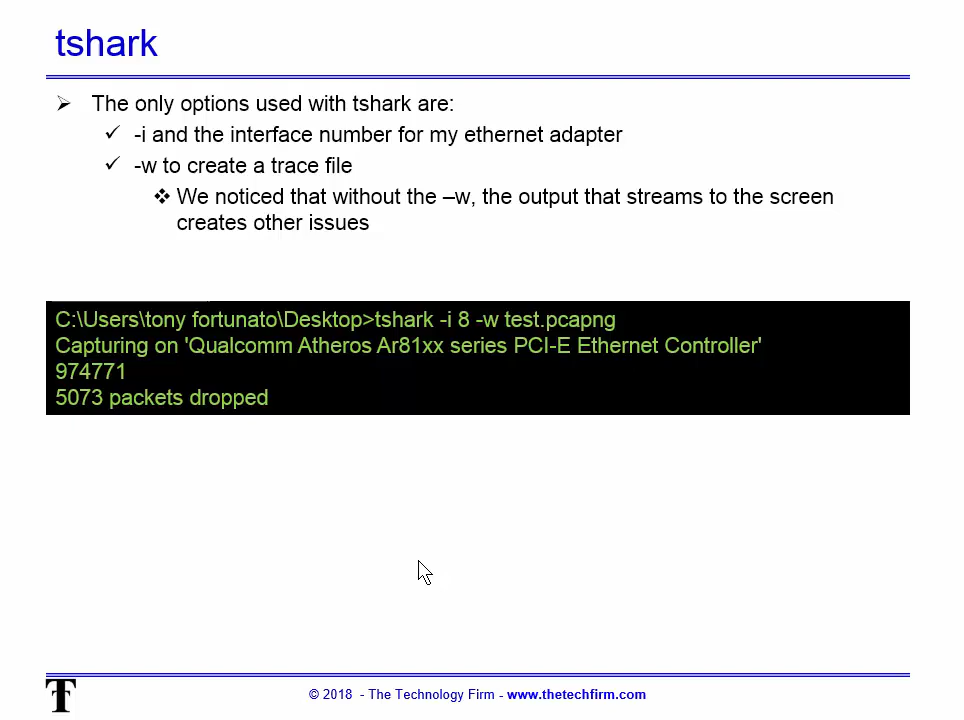 tshark
The only options used with tshark are:
-i and the interface number for my ethernet adapter
-w to create a trace file
We noticed that without the –w, the output that streams to the screen
creates other issues
C:\Users\tony fortunato\Desktop>tshark -i 8 -w test.pcapng
Capturing on 'Qualcomm Atheros Ar81xx series PCI-E Ethernet Controller'
974771
5073 packets dropped
© 2018 - The Technology Firm - www.thetechfirm.com